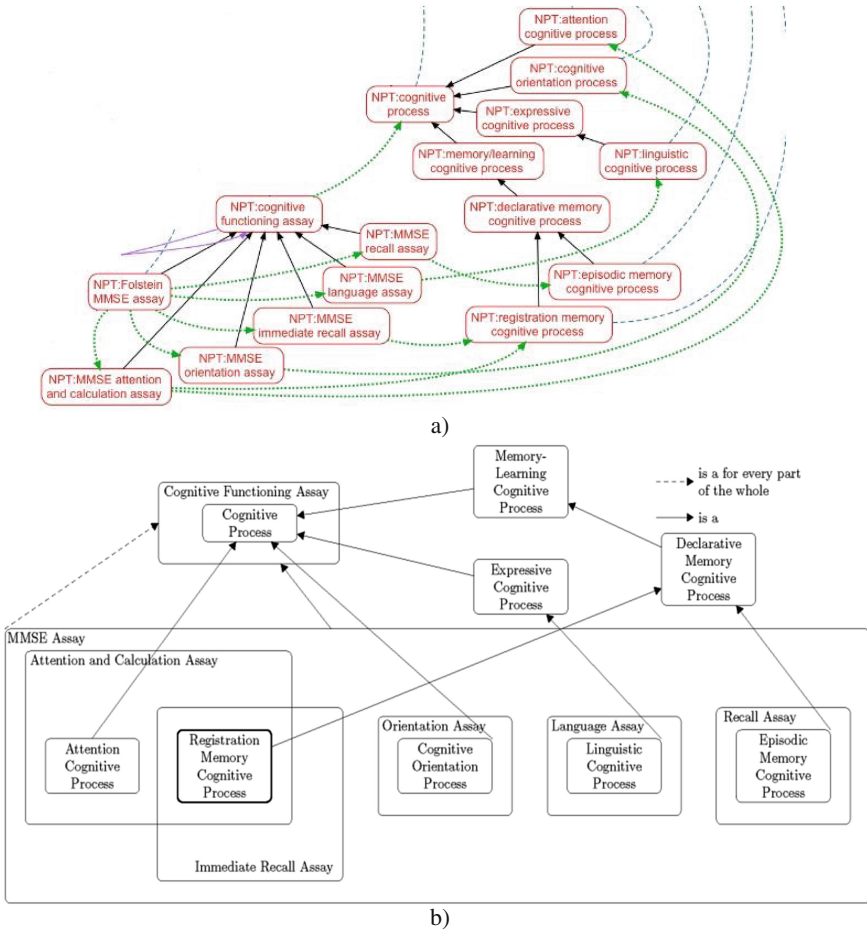 NPT:attention
cognitive process
NPT:cognitive
orientation process
NPT:cognitive
process
NPT:expressive
cognitive process
NPT:memory/learning
cognitive process
NPT:linguistic
cognitive process
NPT:cognitive
functioning assay
NPT:declarative memory
cognitive process
NPT:MMSE
recall assay
NPT:Folstein
MMSE assay
NPT:MMSE
language assay
NPT:episodic memory
cognitive process
NPT:MMSE
immediate recall assay
NPT:registration memory
cognitive process
NPT:MMSE
orientation assay
NPT:MMSE attention
and calculation assay
a)
Memory-
Learning
Cognitive
Process
is a for every part
of the whole
is a
Cognitive Functioning Assay
Cognitive
Process
Declarative
Memory
Cognitive
Process
Expressive
Cognitive
Process
MMSE Assay
Attention and Calculation Assay
Attention
Cognitive
Process
Registration
Memory
Cognitive
Process
Immediate Recall Assay
Orientation Assay
Cognitive
Orientation
Process
Language Assay
Linguistic
Cognitive
Process
Recall Assay
Episodic
Memory
Cognitive
Process
b)